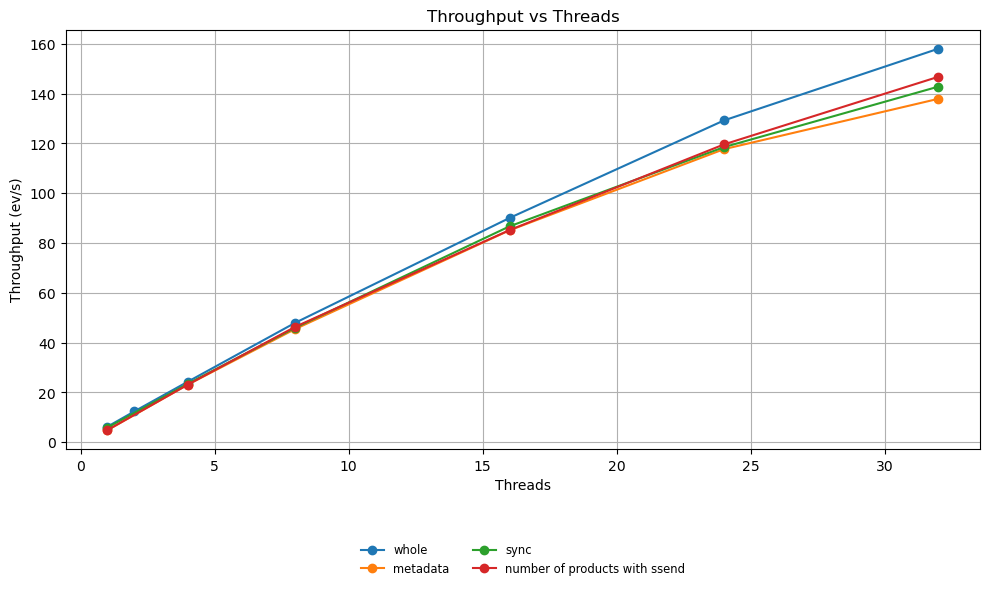 Throughput vs Threads
Throughput (ev/s)
160
140
120
100
80
60
40
20
0
0 5 10 15 20 25 30
Threads
whole sync
metadata number of products with ssend